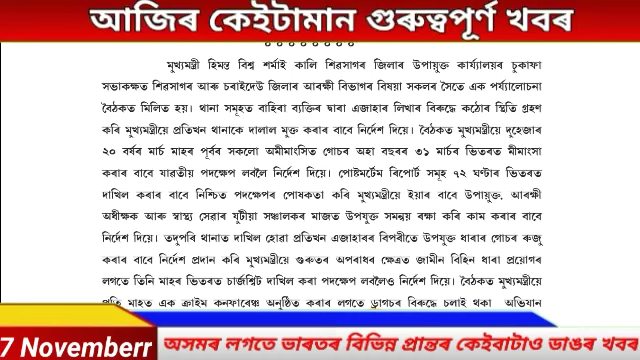 আজিৰ কেইটামান গুৰুত্বপূৰ্ণ খবৰ
মুখ্যমন্ত্ৰী হিমন্ত বিশ্ব শৰ্মাই কালি শিৱসাগৰ জিলাৰ উপায়ুক্ত কাৰ্য্যালয়ৰ চুকাফা
সভাকক্ষত শিৱসাগৰ আৰু চৰাইদেউ জিলাৰ আৰক্ষী বিভাগৰ বিষয়া সকলৰ সৈতে এক পৰ্য্যালোচনা
বৈঠকত মিলিত হয়। থানা সমূহত বাহিৰা ব্যক্তিৰ দ্বাৰা এজাহাৰ লিখাৰ বিৰুদ্ধে কঠোৰ স্থিতি গ্ৰহণ
কৰি মুখ্যমন্ত্ৰীয়ে প্ৰতিখন থানাকে দালাল মুক্ত কৰাৰ বাবে নিৰ্দেশ দিয়ে। বৈঠকত মুখ্যমন্ত্ৰীয়ে দুহেজাৰ
২০ বৰ্ষৰ মাৰ্চ মাহৰ পূৰ্বৰ সকলো অমীমাংসিত গোচৰ অহা বছৰৰ ৩১ মাৰ্চৰ ভিতৰত মীমাংসা
কৰাৰ বাবে যাৱতীয় পদক্ষেপ লবলৈ নিৰ্দেশ দিয়ে। পোষ্টমৰ্টেম ৰিপোৰ্ট সমূহ ৭২ ঘণ্টাৰ ভিতৰত
দাখিল কৰাৰ বাবে নিশ্চিত পদক্ষেপৰ পোষকতা কৰি মুখ্যমন্ত্ৰীয়ে ইয়াৰ বাবে উপায়ুক্ত, আৰক্ষী
অধীক্ষক আৰু স্বাস্থ্য সেৱাৰ যুটীয়া সঞ্চালকৰ মাজত উপযুক্ত সমন্বয় ৰক্ষা কৰি কাম কৰাৰ বাবে
নিৰ্দেশ দিয়ে। তদুপৰি থানাত দাখিল হোৱা প্ৰতিখন এজাহাৰৰ বিপৰীতে উপযুক্ত ধাৰাৰ গোচৰ ৰুজু
কৰাৰ বাবে নিৰ্দেশ প্ৰদান কৰি মুখ্যমন্ত্ৰীয়ে গুৰুতৰ অপৰাধৰ ক্ষেত্ৰত জামীন বিহিন ধাৰা প্ৰয়োগৰ
লগতে তিনি মাহৰ ভিতৰত চাৰ্জশ্বিট দাখিল কৰা পদক্ষেপ লবলৈও নিৰ্দেশ দিয়ে। বৈঠকত মুখ্যমন্ত্ৰীয়ে
প্ৰতি মাহত এক ক্ৰাইম কনফাৰেঞ্চ অনুষ্ঠিত কৰাৰ লগতে ড্ৰাগচৰ বিৰুদ্ধে চলাই থকা অভিযান
7 Novemberr
অসমৰ লগতে ভাৰতৰ বিভিন্ন প্ৰান্তৰ কেইবাটাও ডাঙৰ খবৰ